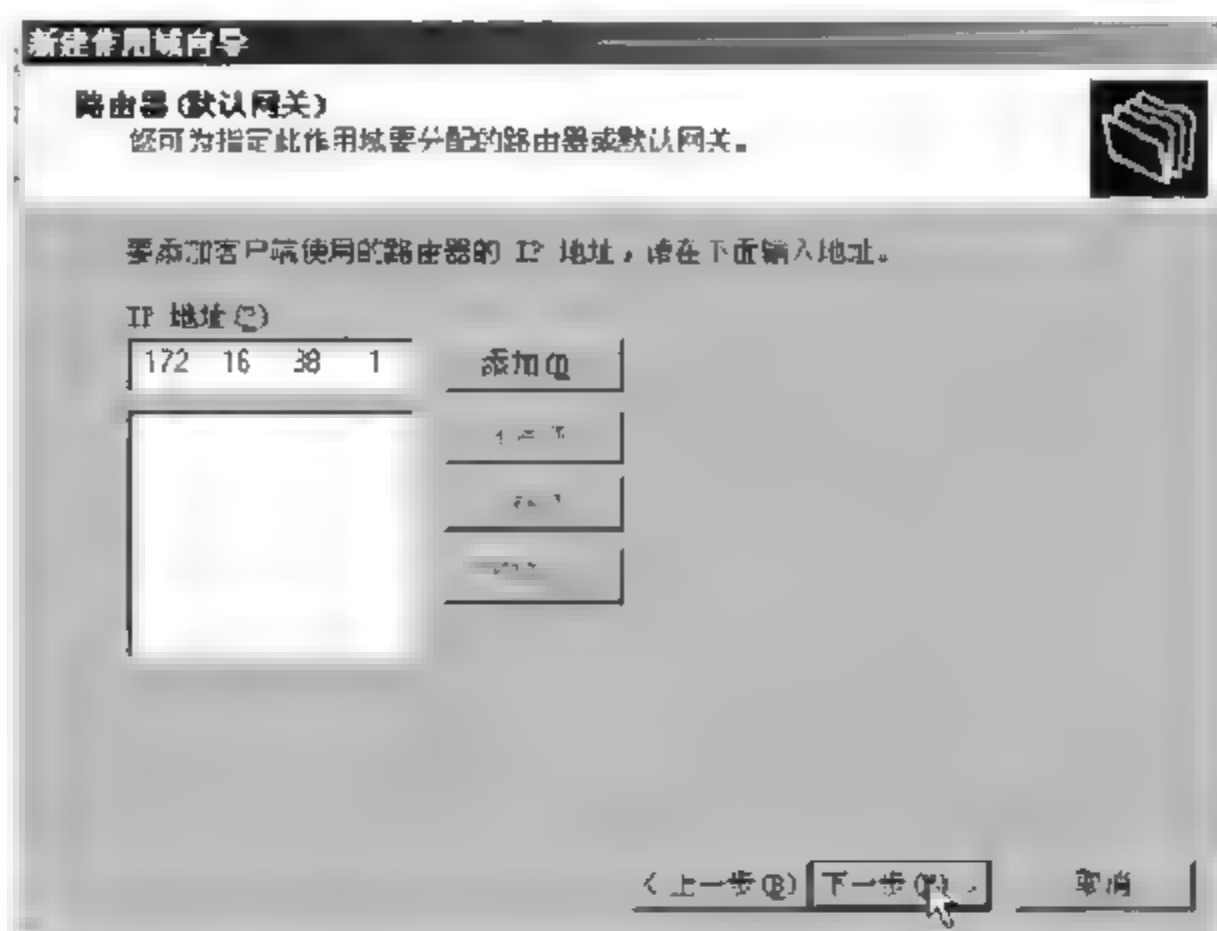 新建作用域向导
路由器(默认网关)
您可为指定此作用域要分配的路由器或默认网关。
要添加客户端使用的路由器的 IP 地址，请在下面输入地址。
IP 地址(P)
172 16 38 1
添加(D)
< 上一步(B) 下一步(N) 取消